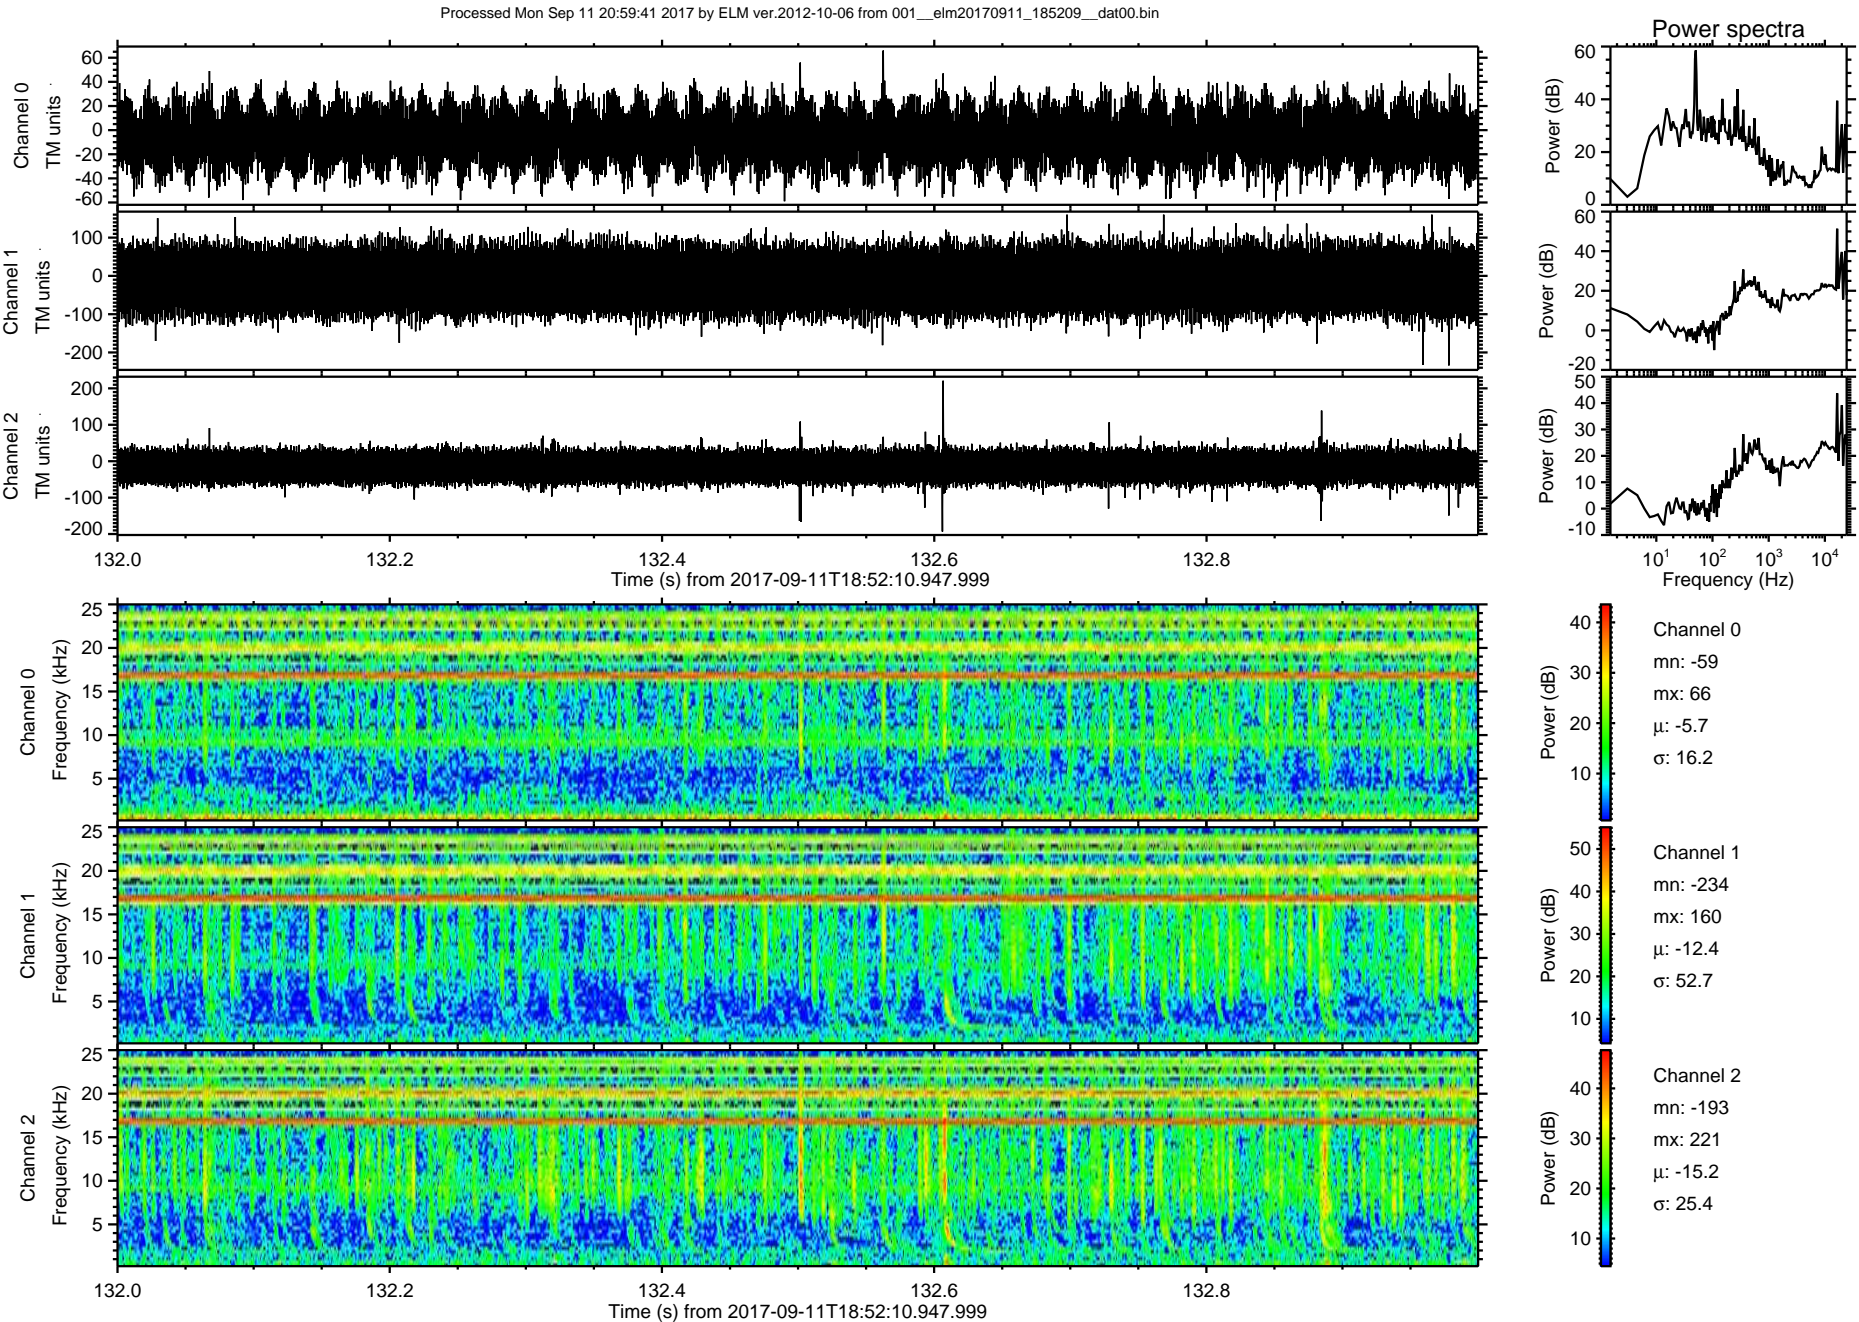 Processed Mon Sep 11 20:59:41 2017 by ELM ver.2012-10-06 from 001__elm20170911_185209__dat00.bin
Power spectra
Channel 0
TM units
60
40
20
0
-20
-40
-60
Power (dB)
60
40
20
0
Channel 1
TM units
100
0
-100
-200
Power (dB)
60
40
20
0
-20
Channel 2
TM units
200
100
0
-100
-200
Power (dB)
50
40
30
20
10
0
-10
132.0 132.2 132.4 132.6 132.8
Time (s) from 2017-09-11T18:52:10.947.999
10^1 10^2 10^3 10^4
Frequency (Hz)
Channel 0
Frequency (kHz)
25
20
15
10
5
Power (dB)
40
30
20
10
Channel 0
mn: -59
mx: 66
μ: -5.7
σ: 16.2
Channel 1
Frequency (kHz)
25
20
15
10
5
Power (dB)
50
40
30
20
10
Channel 1
mn: -234
mx: 160
μ: -12.4
σ: 52.7
Channel 2
Frequency (kHz)
25
20
15
10
5
Power (dB)
40
30
20
10
Channel 2
mn: -193
mx: 221
μ: -15.2
σ: 25.4
132.0 132.2 132.4 132.6 132.8
Time (s) from 2017-09-11T18:52:10.947.999